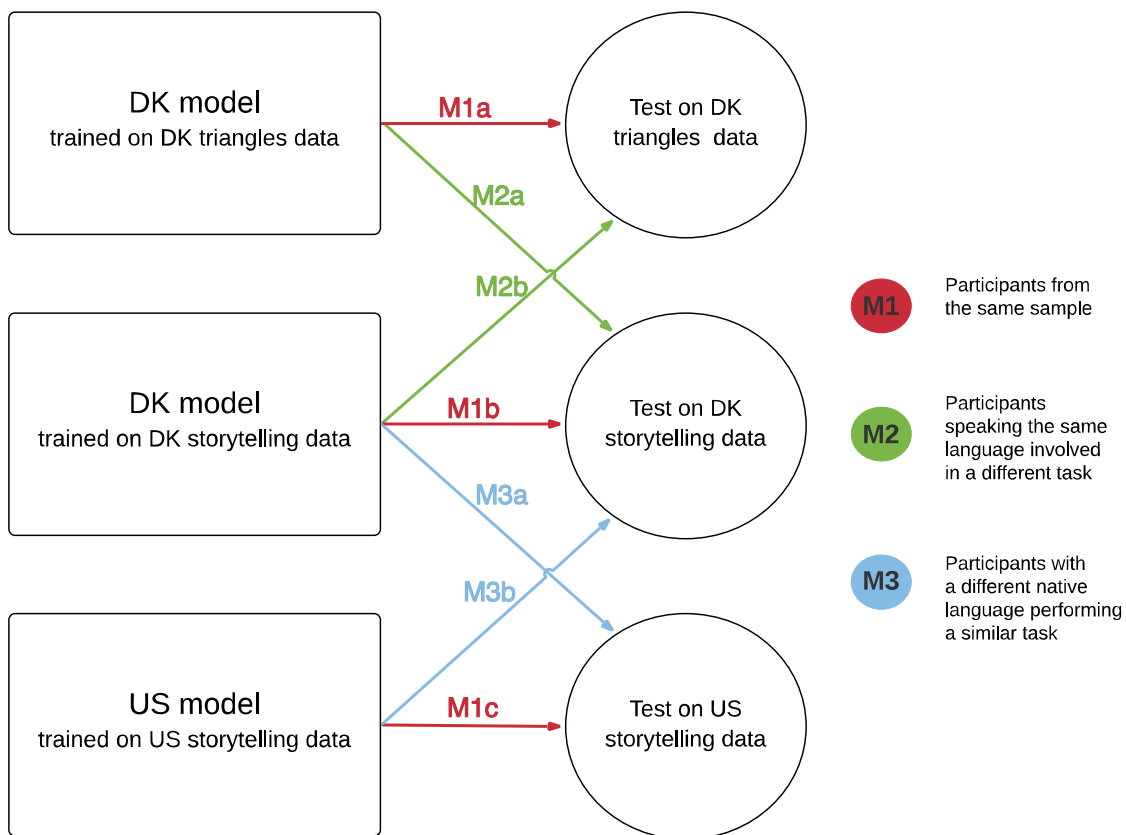 DK model
trained on DK triangles data
M1a
Test on DK
triangles data
M2a
M2b
DK model
trained on DK storytelling data
M1b
Test on DK
storytelling data
M3a
M3b
US model
trained on US storytelling data
M1c
Test on US
storytelling data
M1
Participants from
the same sample
M2
Participants
speaking the same
language involved
in a different task
M3
Participants with
a different native
language performing
a similar task